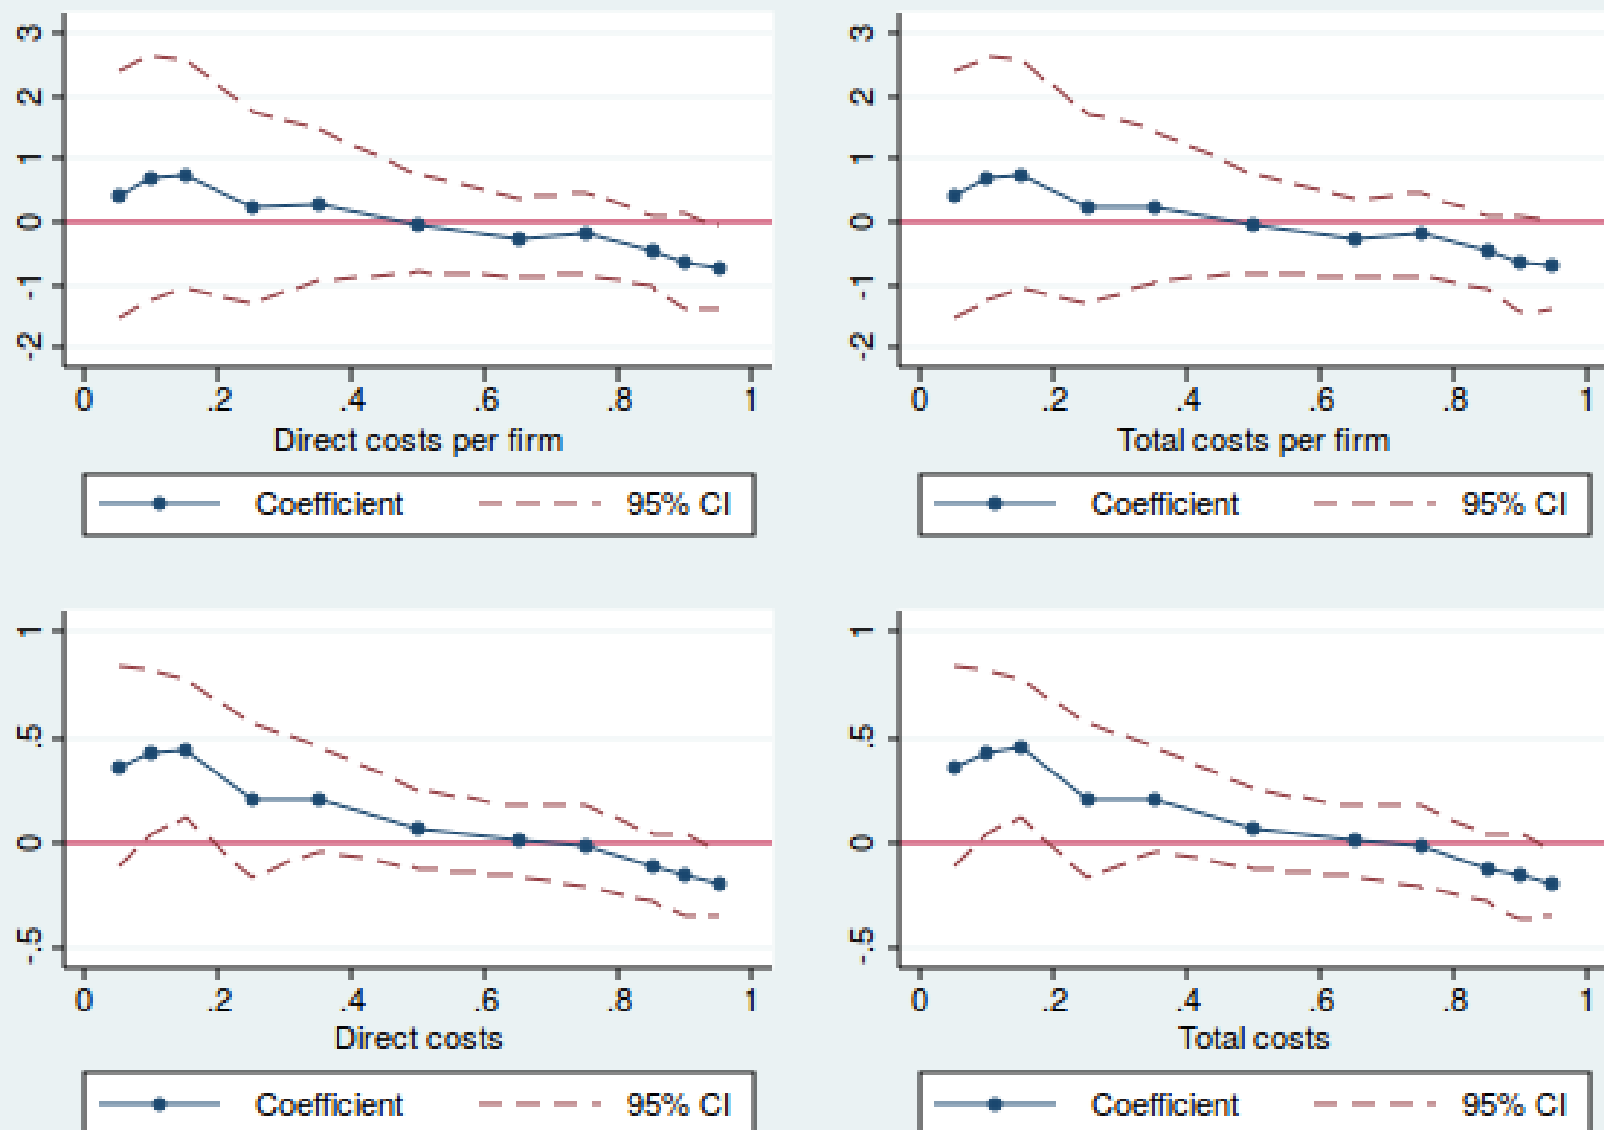 3 3
2 2
1 1
0 0
-1 -1
-2 -2
0 .2 .4 .6 .8 1 0 .2 .4 .6 .8 1
Direct costs per firm Total costs per firm
Coefficient 95% CI Coefficient 95% CI
1 1
.5 .5
0 0
-.5 -.5
0 .2 .4 .6 .8 1 0 .2 .4 .6 .8 1
Direct costs Total costs
Coefficient 95% CI Coefficient 95% CI